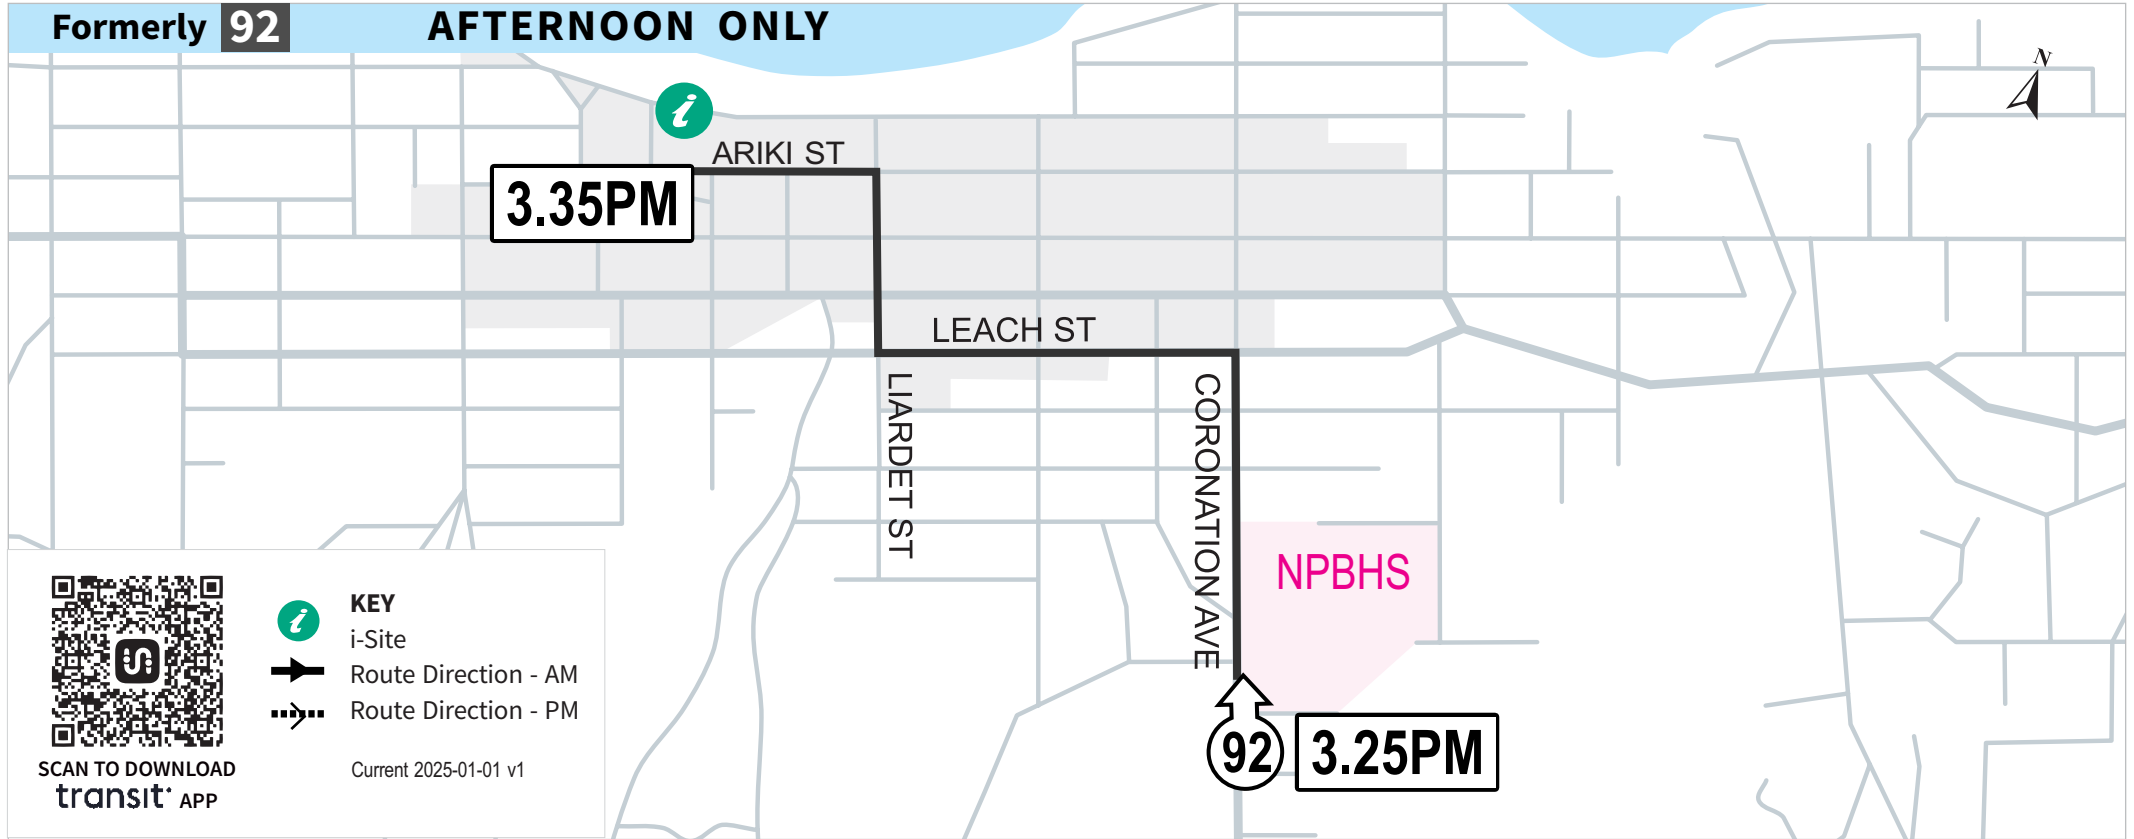 Formerly 92
AFTERNOON ONLY
N
i
ARIKI ST
3.35PM
LEACH ST
LIARDET ST
CORONATION AVE
NPBHS
92
3.25PM
KEY
i
i-Site
Route Direction - AM
Route Direction - PM
Current 2025-01-01 v1
SCAN TO DOWNLOAD
transit APP